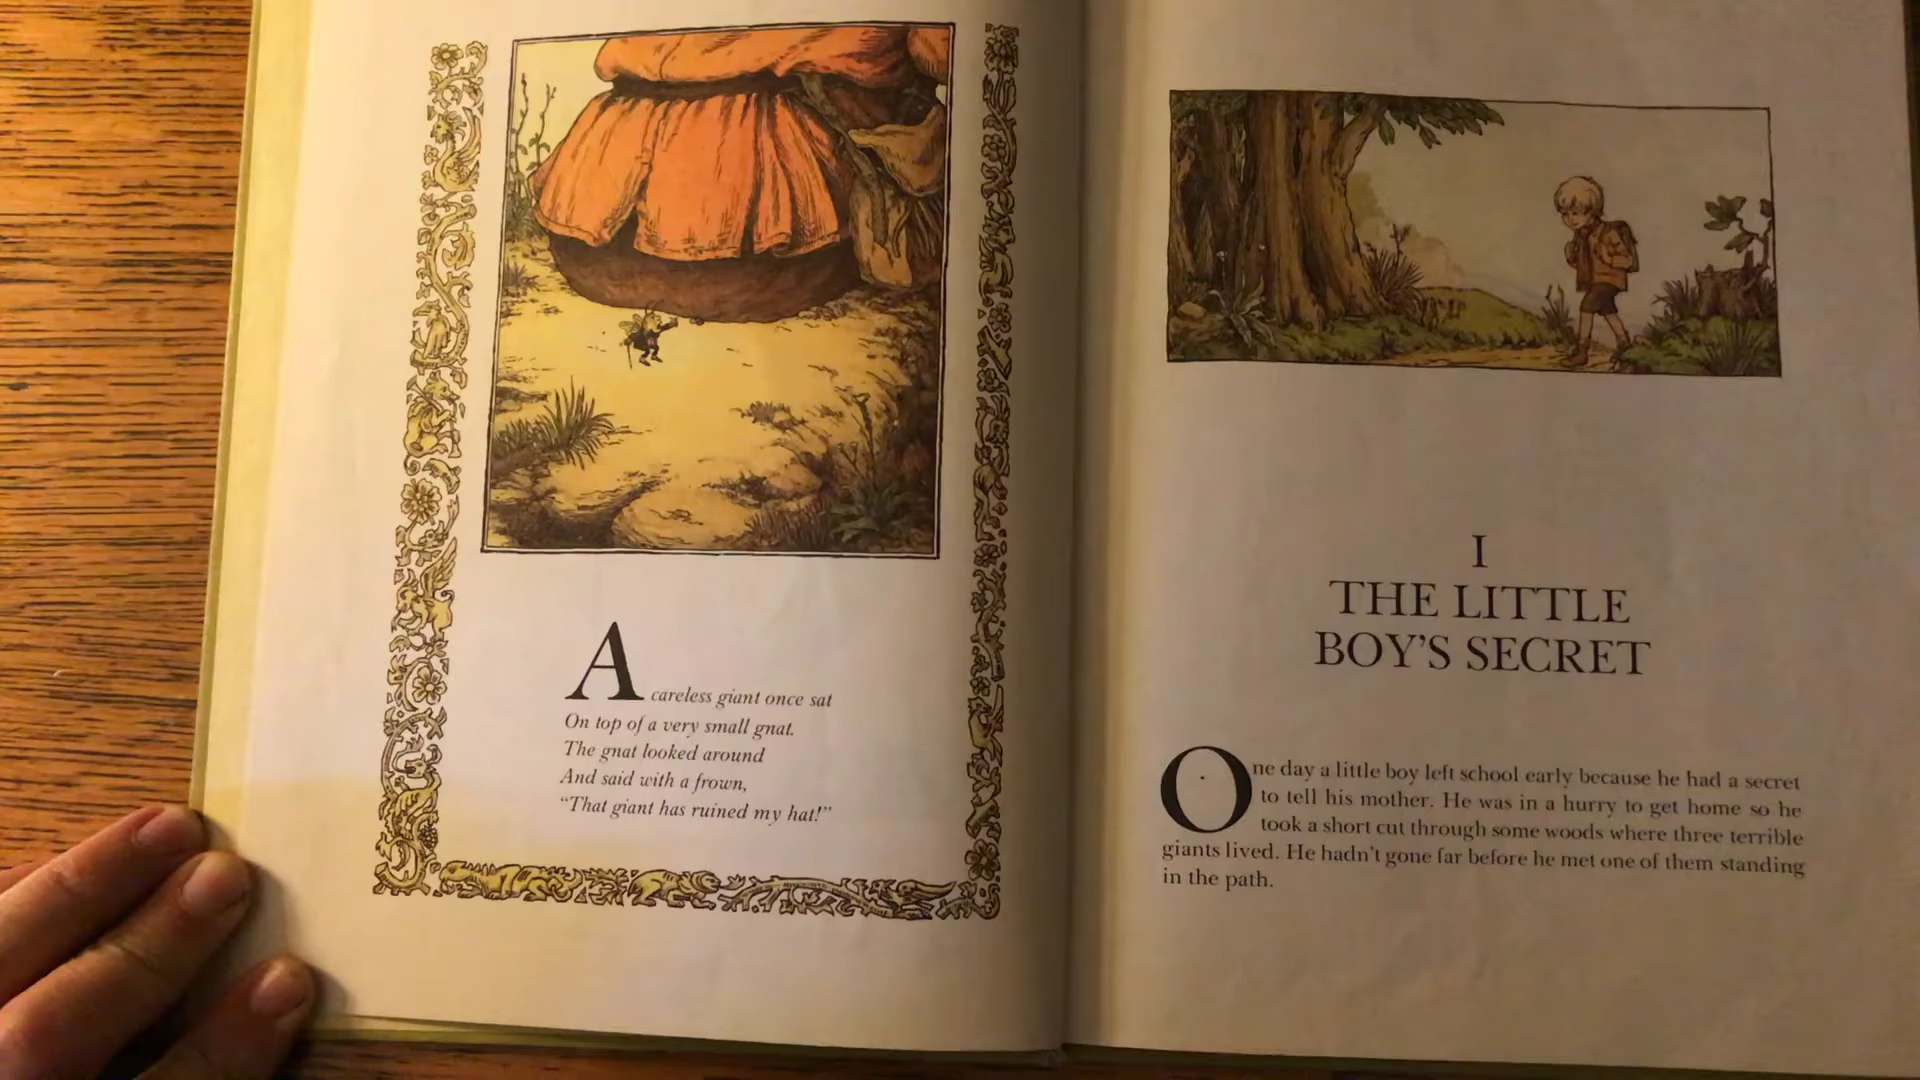 A careless giant once sat
On top of a very small gnat.
The gnat looked around
And said with a frown,
“That giant has ruined my hat!”
I
THE LITTLE
BOY'S SECRET
One day a little boy left school early because he had a secret
to tell his mother. He was in a hurry to get home so he
took a short cut through some woods where three terrible
giants lived. He hadn't gone far before he met one of them standing
in the path.